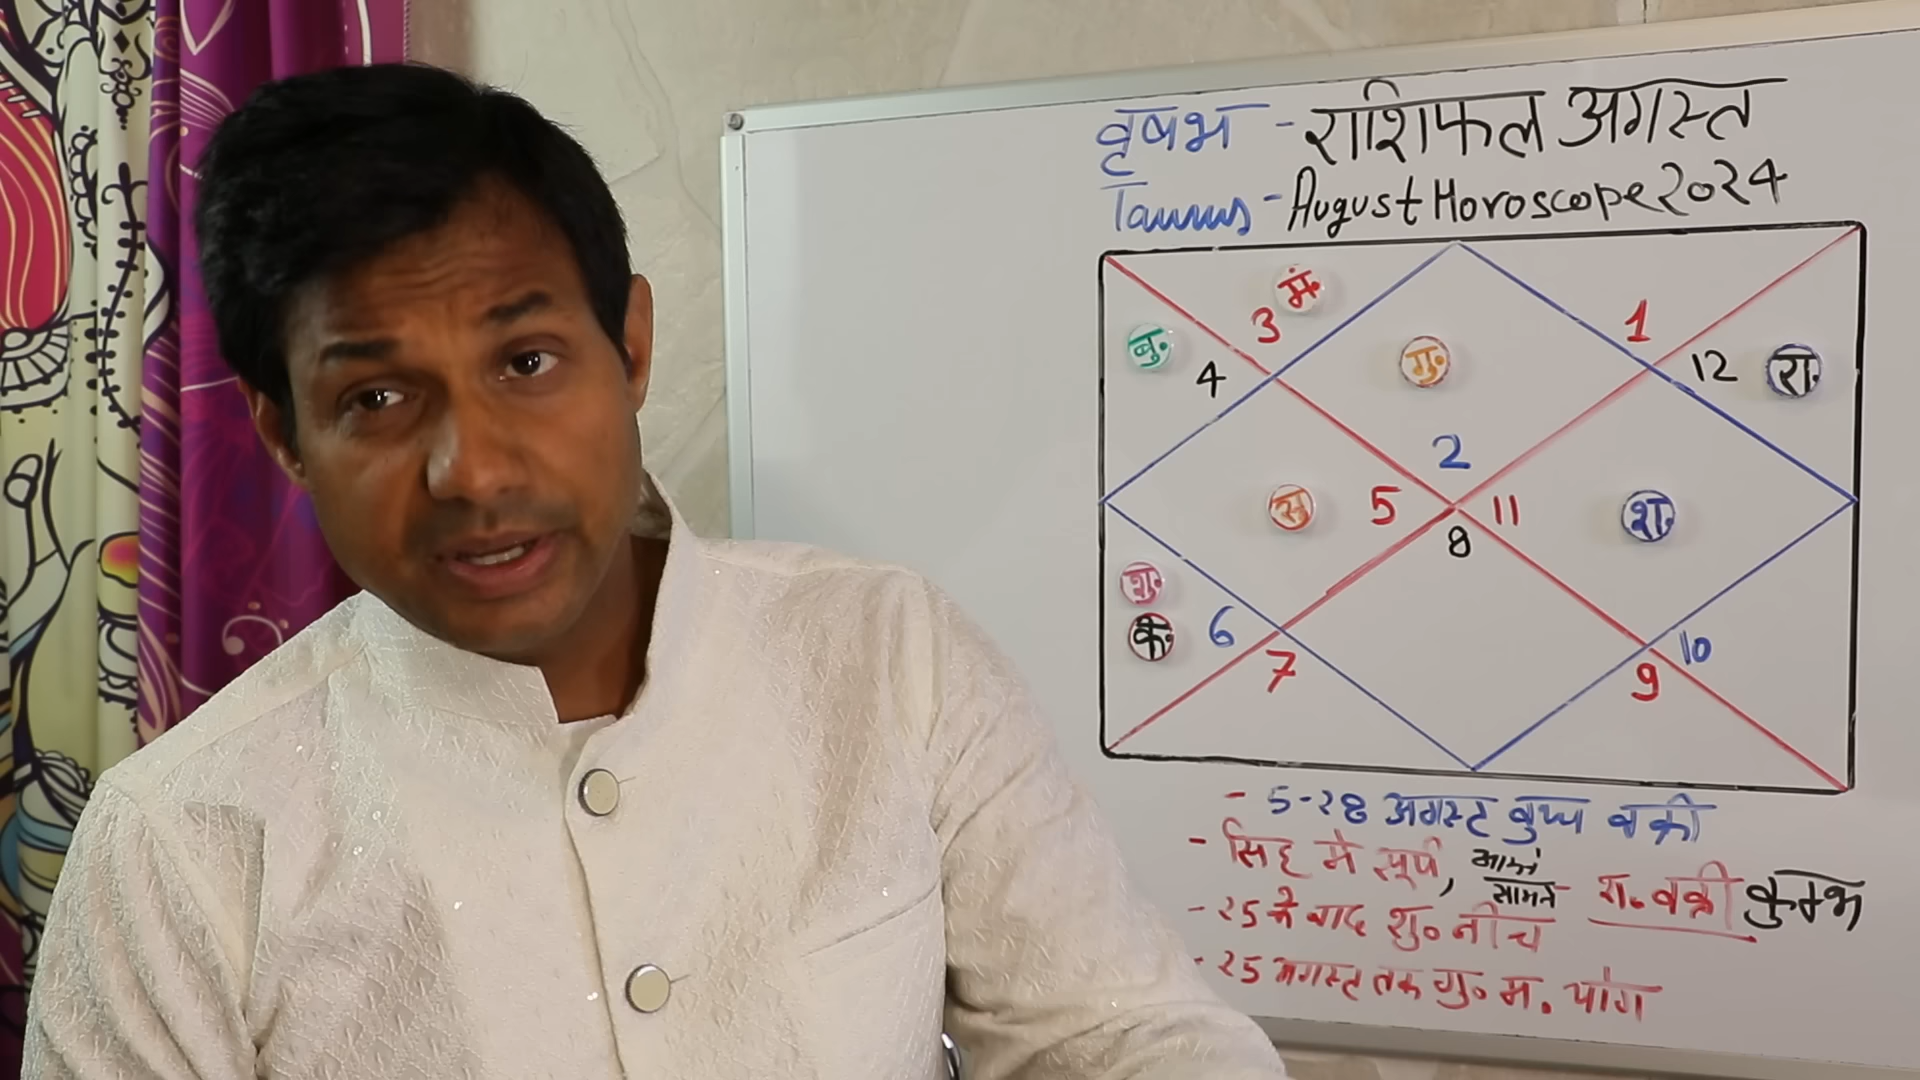 वृषभ - राशिफल अगस्त
Taurus - August Horoscope 2024
मं.
3
1
बु.
4
गु.
12
रा.
2
सू
5
11
श.
8
शु.
के.
6
7
10
9
- 5-28 अगस्ट बुध वक्री
- सिंह में सूर्य, आमने सामने श. वक्री कुम्भ
- 25 के बाद शु॰ नीच
- 25 अगस्ट तक गु॰ म. योग